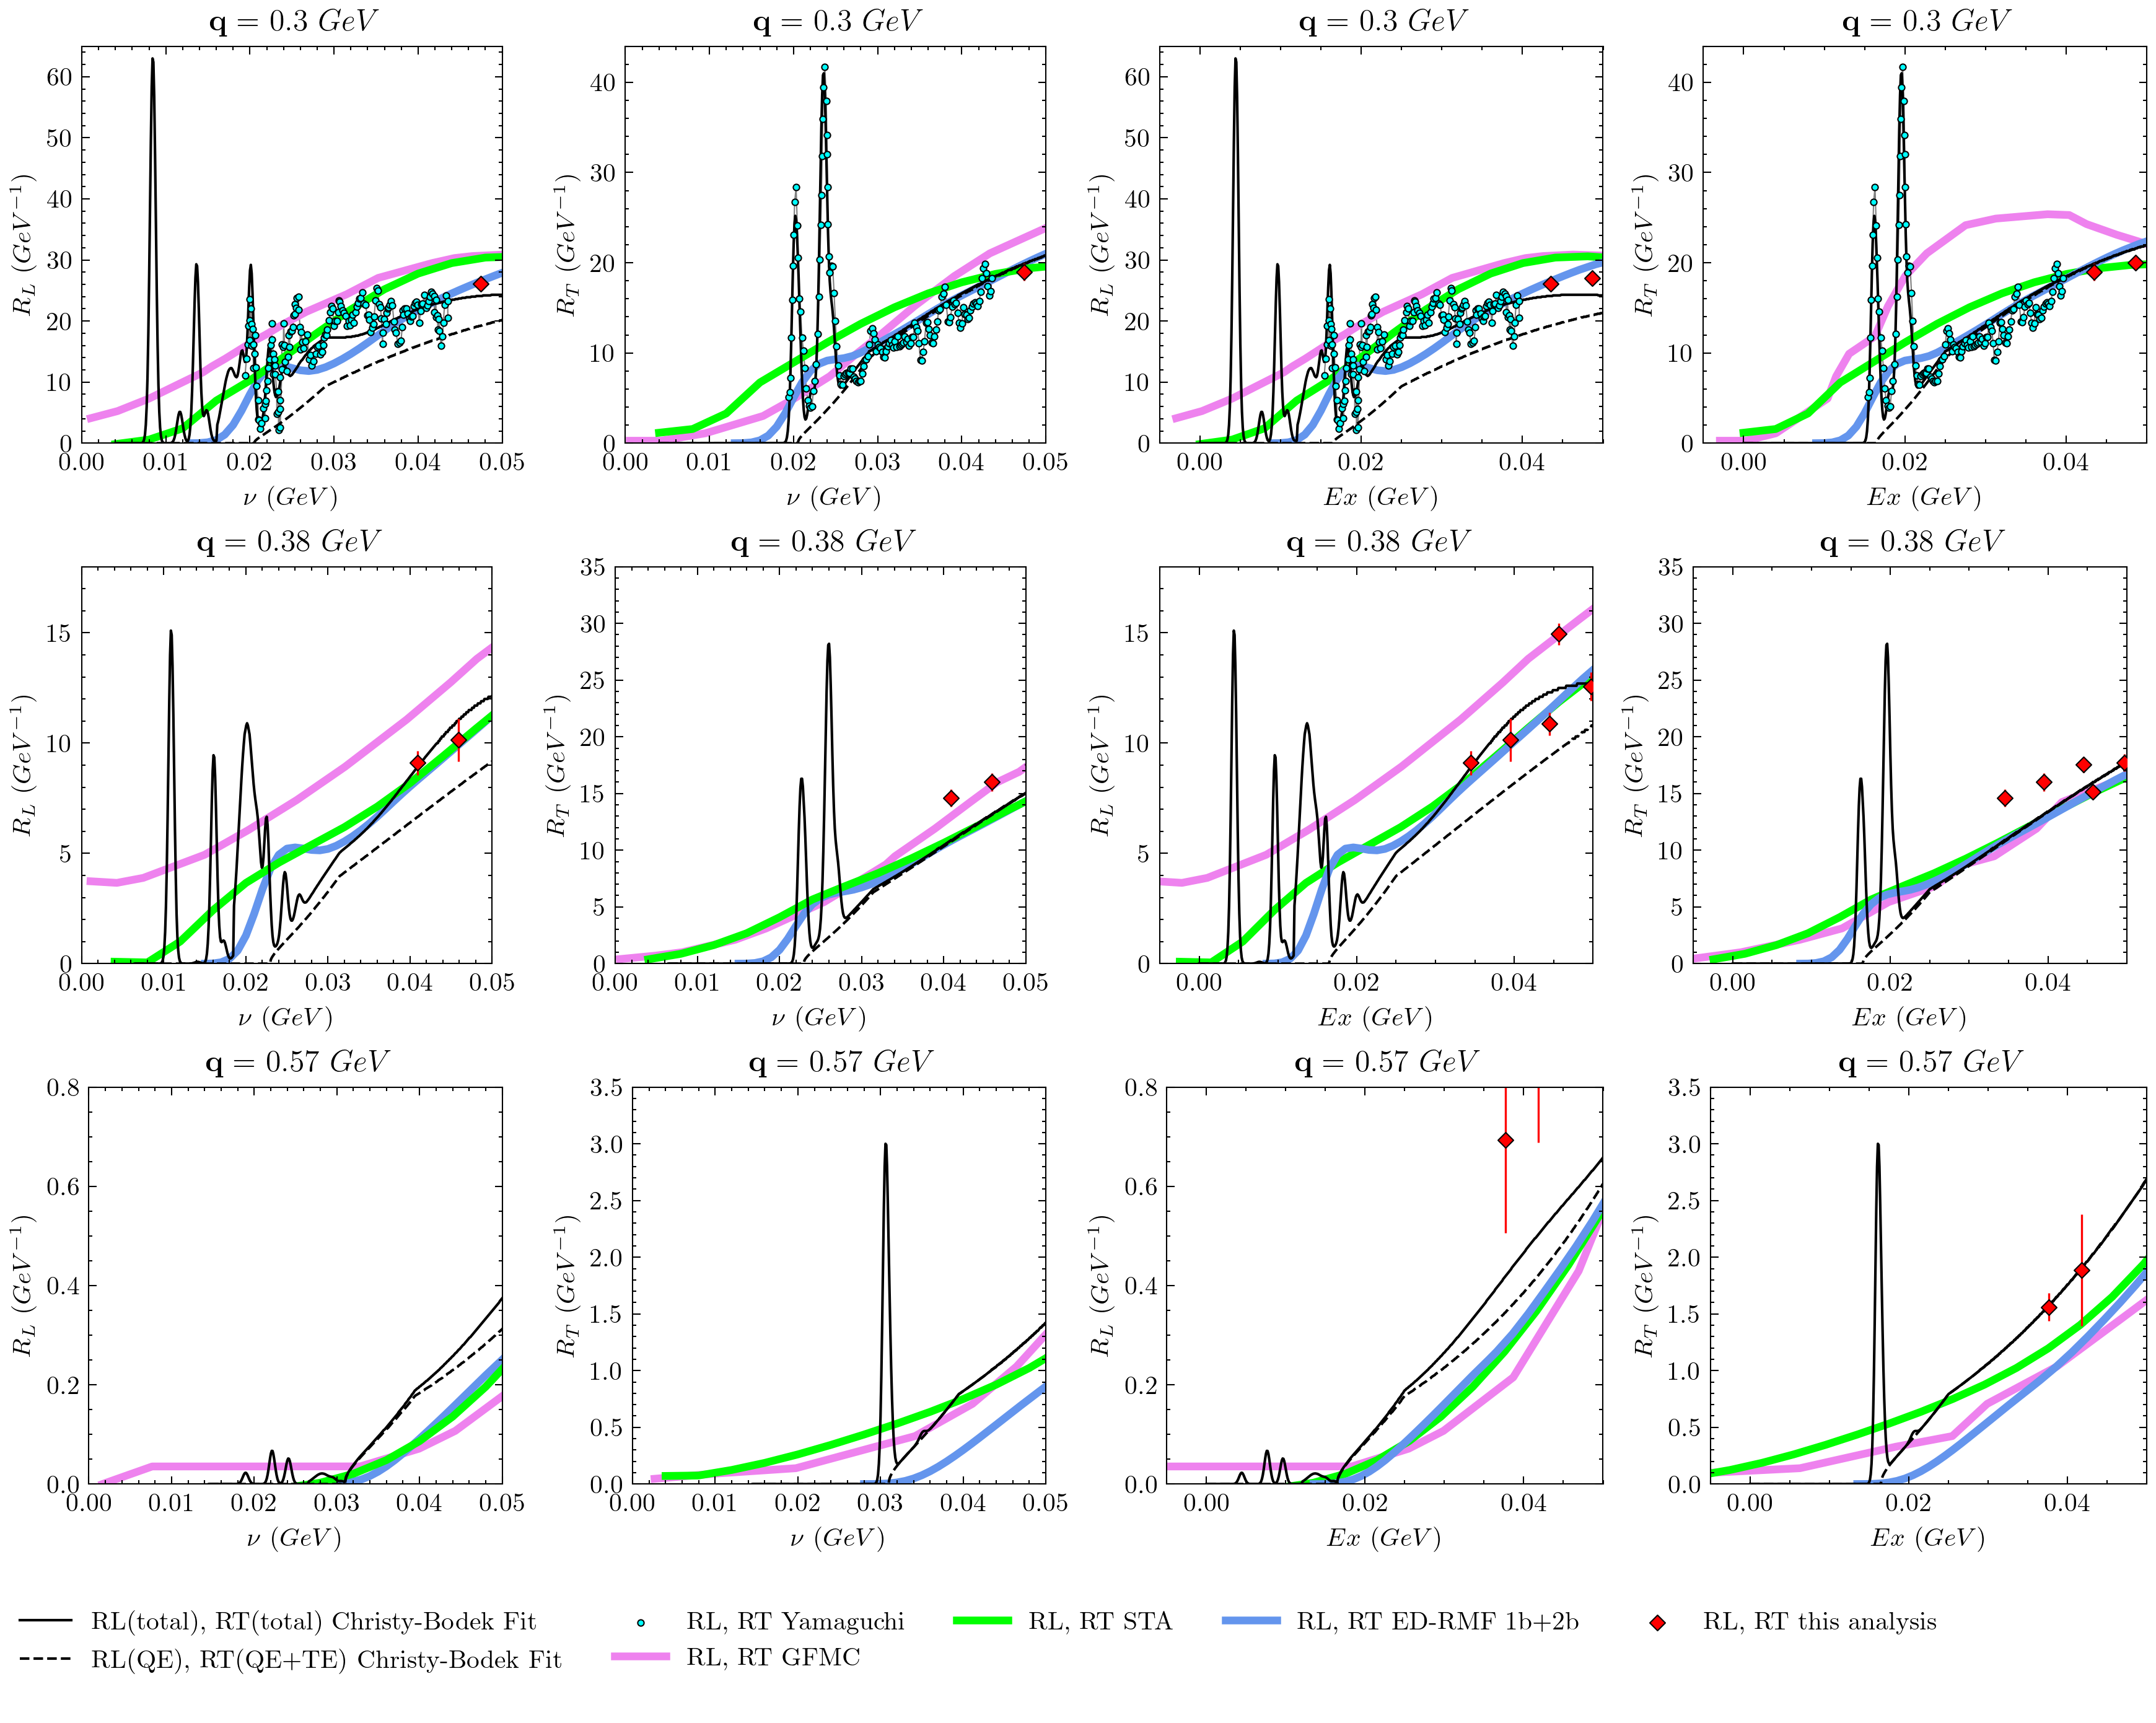 q = 0.3 GeV
q = 0.3 GeV
q = 0.3 GeV
q = 0.3 GeV
R_L (GeV⁻¹)
60
50
40
30
20
10
0
0.00 0.01 0.02 0.03 0.04 0.05
ν (GeV)
R_T (GeV⁻¹)
40
30
20
10
0
0.00 0.01 0.02 0.03 0.04 0.05
ν (GeV)
R_L (GeV⁻¹)
60
50
40
30
20
10
0
0.00 0.02 0.04
Ex (GeV)
R_T (GeV⁻¹)
40
30
20
10
0
0.00 0.02 0.04
Ex (GeV)
q = 0.38 GeV
q = 0.38 GeV
q = 0.38 GeV
q = 0.38 GeV
R_L (GeV⁻¹)
15
10
5
0
0.00 0.01 0.02 0.03 0.04 0.05
ν (GeV)
R_T (GeV⁻¹)
35
30
25
20
15
10
5
0
0.00 0.01 0.02 0.03 0.04 0.05
ν (GeV)
R_L (GeV⁻¹)
15
10
5
0
0.00 0.02 0.04
Ex (GeV)
R_T (GeV⁻¹)
35
30
25
20
15
10
5
0
0.00 0.02 0.04
Ex (GeV)
q = 0.57 GeV
q = 0.57 GeV
q = 0.57 GeV
q = 0.57 GeV
R_L (GeV⁻¹)
0.8
0.6
0.4
0.2
0.0
0.00 0.01 0.02 0.03 0.04 0.05
ν (GeV)
R_T (GeV⁻¹)
3.5
3.0
2.5
2.0
1.5
1.0
0.5
0.0
0.00 0.01 0.02 0.03 0.04 0.05
ν (GeV)
R_L (GeV⁻¹)
0.8
0.6
0.4
0.2
0.0
0.00 0.02 0.04
Ex (GeV)
R_T (GeV⁻¹)
3.5
3.0
2.5
2.0
1.5
1.0
0.5
0.0
0.00 0.02 0.04
Ex (GeV)
RL(total), RT(total) Christy-Bodek Fit
RL(QE), RT(QE+TE) Christy-Bodek Fit
RL, RT Yamaguchi
RL, RT GFMC
RL, RT STA
RL, RT ED-RMF 1b+2b
RL, RT this analysis